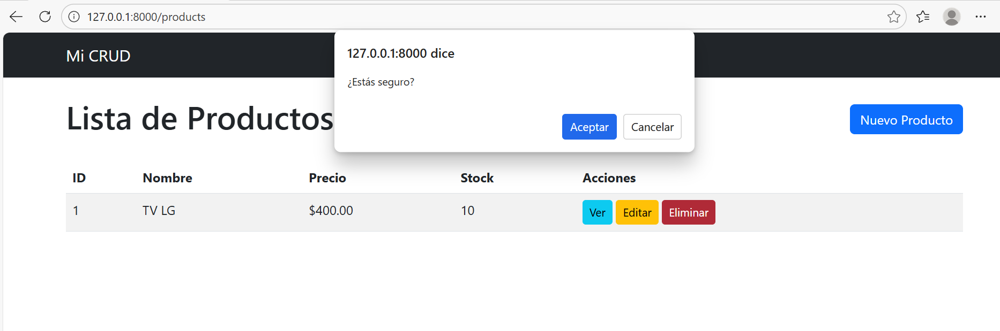 127.0.0.1:8000/products
Mi CRUD
127.0.0.1:8000 dice
¿Estás seguro?
Aceptar Cancelar
Lista de Productos
Nuevo Producto
ID Nombre Precio Stock Acciones
1 TV LG $400.00 10 Ver Editar Eliminar